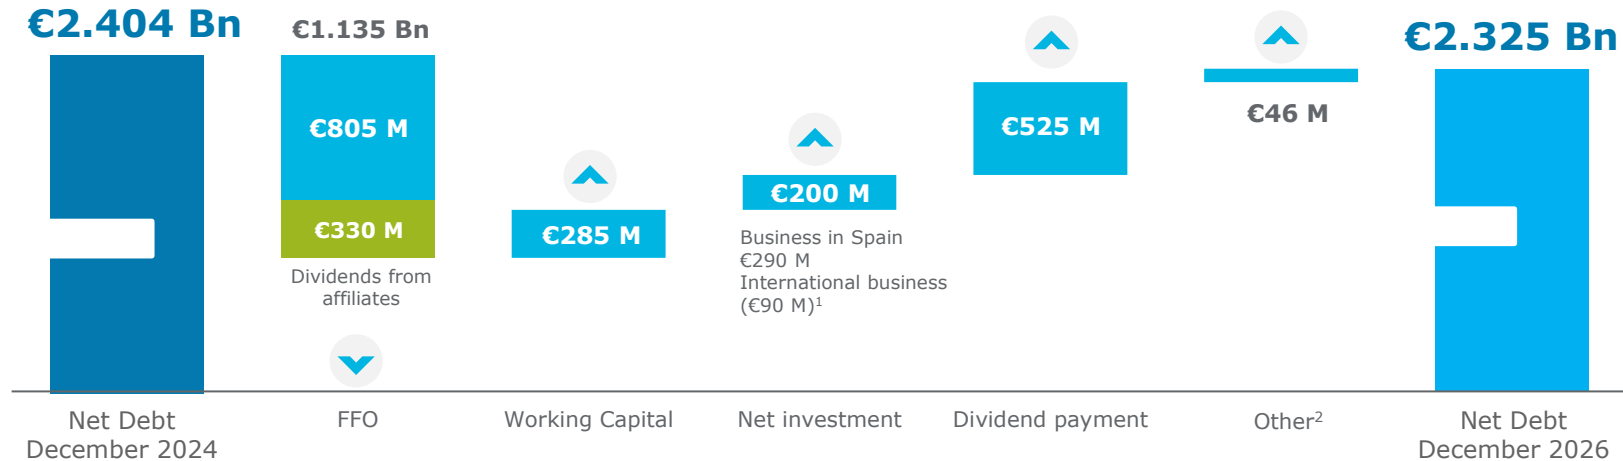 €2.404 Bn
€1.135 Bn
€2.325 Bn
€805 M
€330 M
Dividends from
affiliates
€285 M
€200 M
Business in Spain
€290 M
International business
(€90 M)¹
€525 M
€46 M
Net Debt
December 2024
FFO
Working Capital
Net investment
Dividend payment
Other²
Net Debt
December 2026